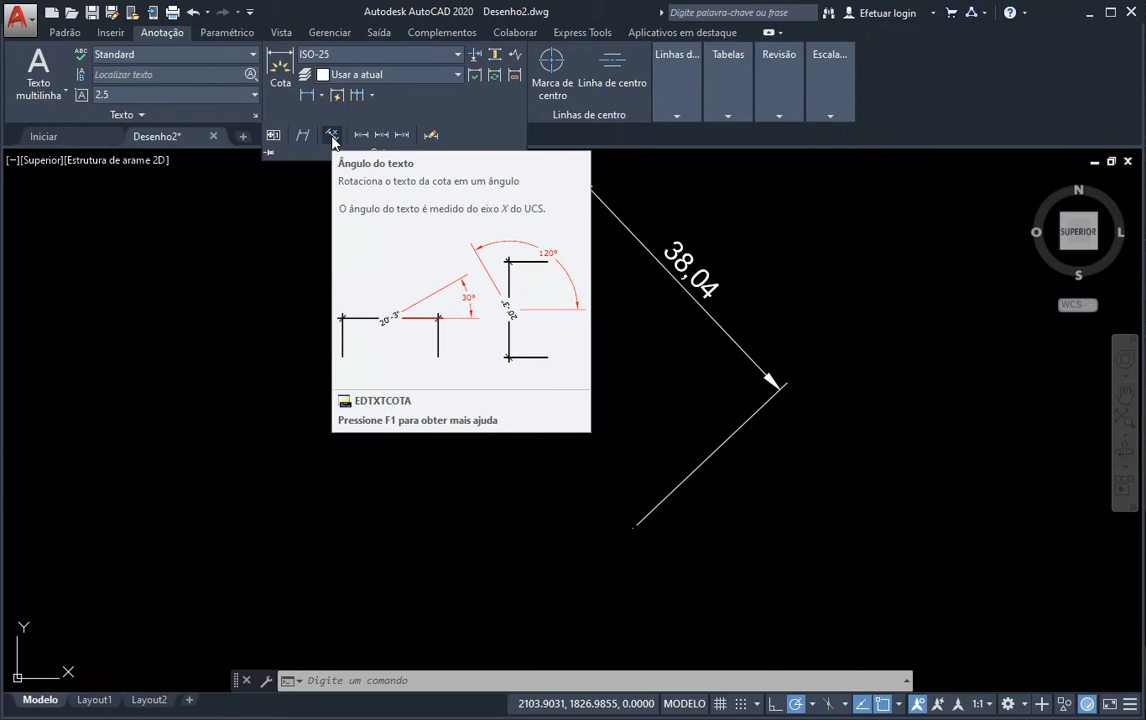 Autodesk AutoCAD 2020 Desenho2.dwg
Digite palavra-chave ou frase
Efetuar login
Padrão Inserir Anotação Paramétrico Vista Gerenciar Saída Complementos Colaborar Express Tools Aplicativos em destaque
A
Texto
multilinha
Standard
Localizar texto
2.5
Texto
Cota
ISO-25
Usar a atual
Marca de
centro
Linha de centro
Linhas de centro
Linhas d...
Tabelas
Revisão
Escala...
Iniciar
Desenho2*
[−][Superior][Estrutura de arame 2D]
Ângulo do texto
Rotaciona o texto da cota em um ângulo
O ângulo do texto é medido do eixo X do UCS.
120°
30°
20'-3"
20'-3"
EDTXTCOTA
Pressione F1 para obter mais ajuda
38,04
N
O
SUPERIOR
L
S
WCS
Y
X
Digite um comando
Modelo Layout1 Layout2 +
2103.9031, 1826.9855, 0.0000 MODELO
1:1